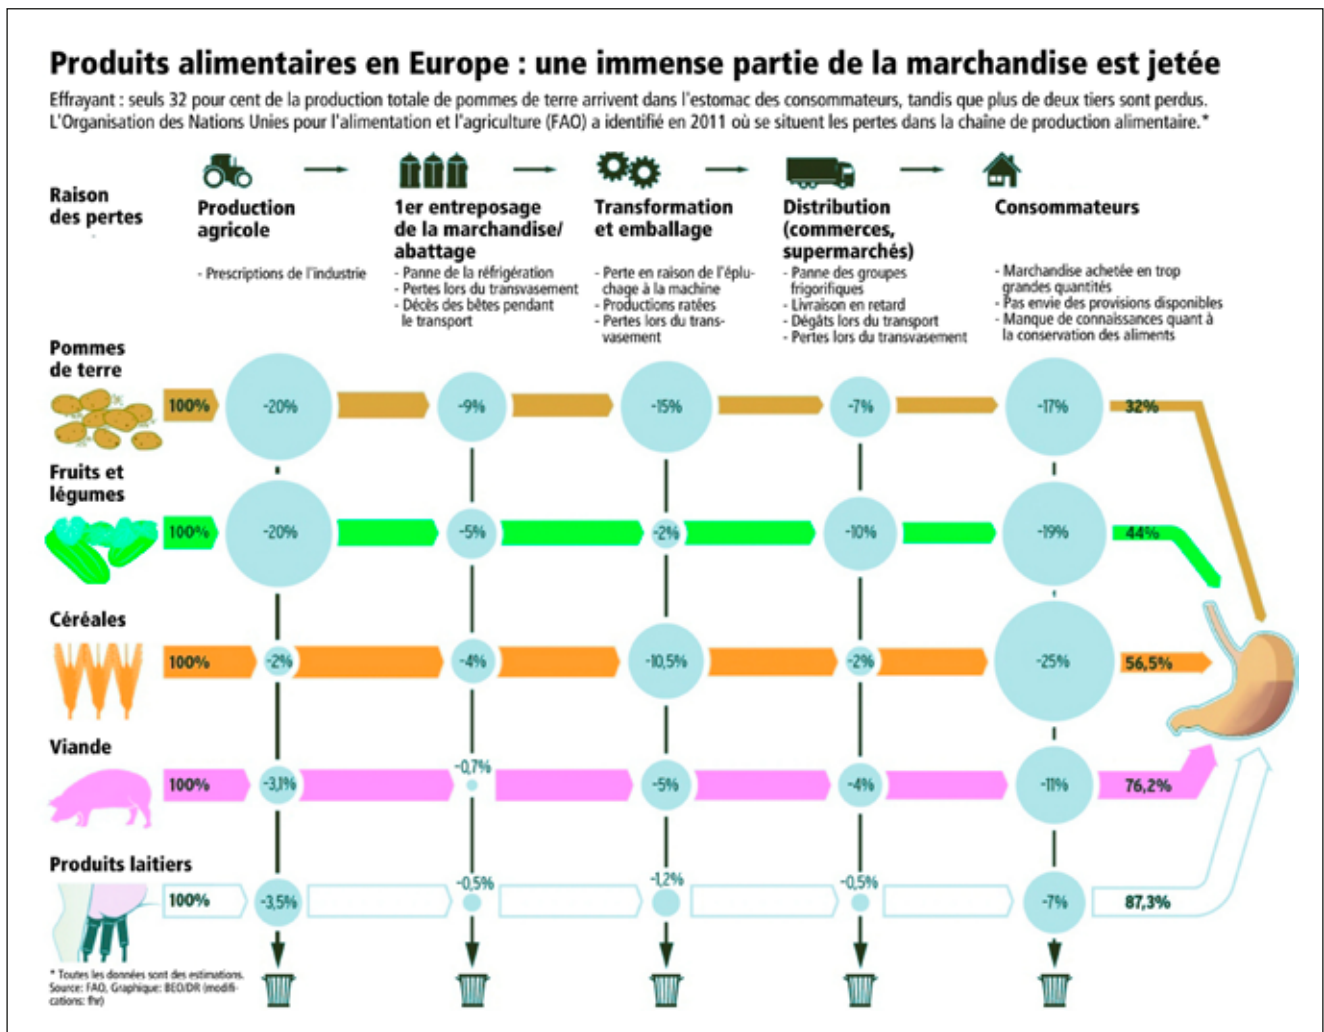 Produits alimentaires en Europe : une immense partie de la marchandise est jetée
Effrayant : seuls 32 pour cent de la production totale de pommes de terre arrivent dans l'estomac des consommateurs, tandis que plus de deux tiers sont perdus.
L'Organisation des Nations Unies pour l'alimentation et l'agriculture (FAO) a identifié en 2011 où se situent les pertes dans la chaîne de production alimentaire.*
Raison
des pertes
Production
agricole
- Prescriptions de l'industrie
1er entreposage
de la marchandise/
abattage
- Panne de la réfrigération
- Pertes lors du transvasement
- Décès des bêtes pendant
le transport
Transformation
et emballage
- Perte en raison de l'éplu-
chage à la machine
- Productions ratées
- Pertes lors du trans-
vasement
Distribution
(commerces,
supermarchés)
- Panne des groupes
frigorifiques
- Livraison en retard
- Dégâts lors du transport
- Pertes lors du transvasement
Consommateurs
- Marchandise achetée en trop
grandes quantités
- Pas envie des provisions disponibles
- Manque de connaissances quant à
la conservation des aliments
Pommes
de terre
100% -20% -9% -15% -7% -17% 32%
Fruits et
légumes
100% -20% -5% -2% -10% -19% 44%
Céréales
100% -2% -4% -10,5% -2% -25% 56,5%
Viande
100% -3,1% -0,7% -5% -4% -11% 76,2%
Produits laitiers
100% -3,5% -0,5% -1,2% -0,5% -7% 87,3%
* Toutes les données sont des estimations.
Source: FAO, Graphique: BEO/DR (modifi-
cations: fhr)